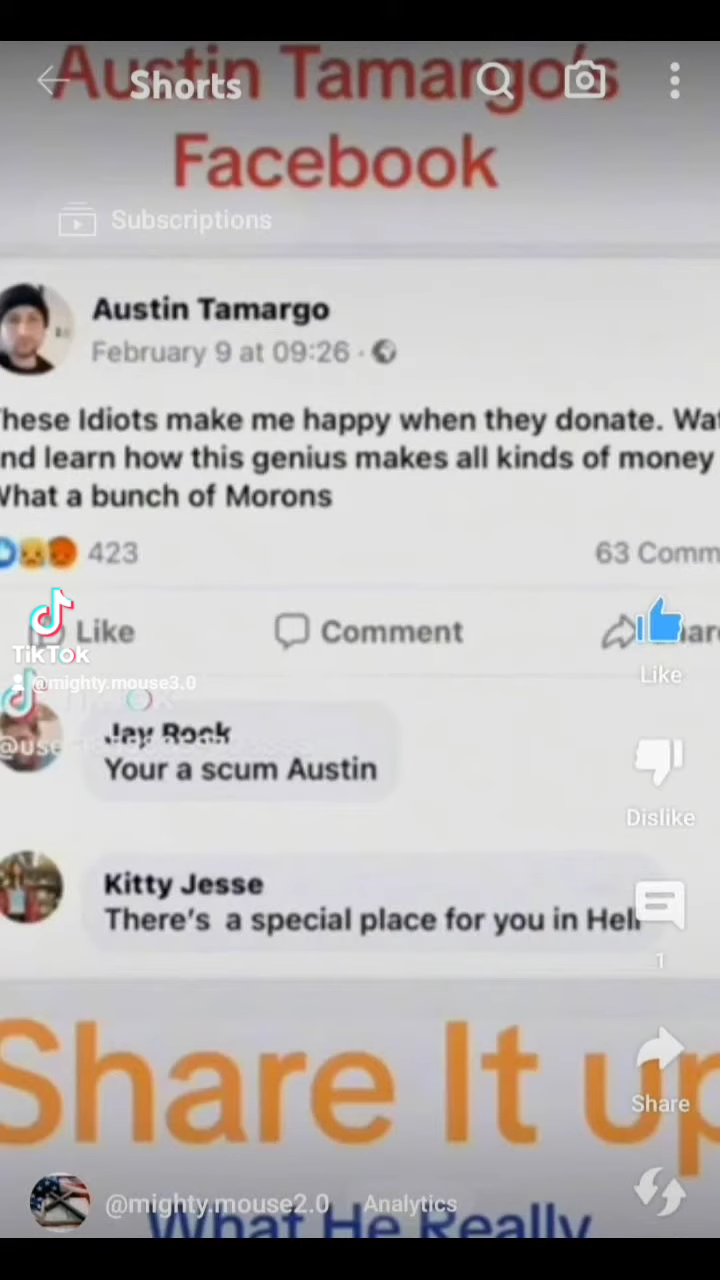 Austin Tamargo's
Shorts
Facebook
Subscriptions
Austin Tamargo
February 9 at 09:26 ·
hese Idiots make me happy when they donate. Wat
nd learn how this genius makes all kinds of money
What a bunch of Morons
423
63 Comm
Like
Comment
hare
Like
TikTok
@mighty.mouse3.0
Jay Rock
@use
Your a scum Austin
Dislike
Kitty Jesse
There's a special place for you in Hell
1
Share It up
Share
@mighty.mouse2.0
Analytics
What He Really